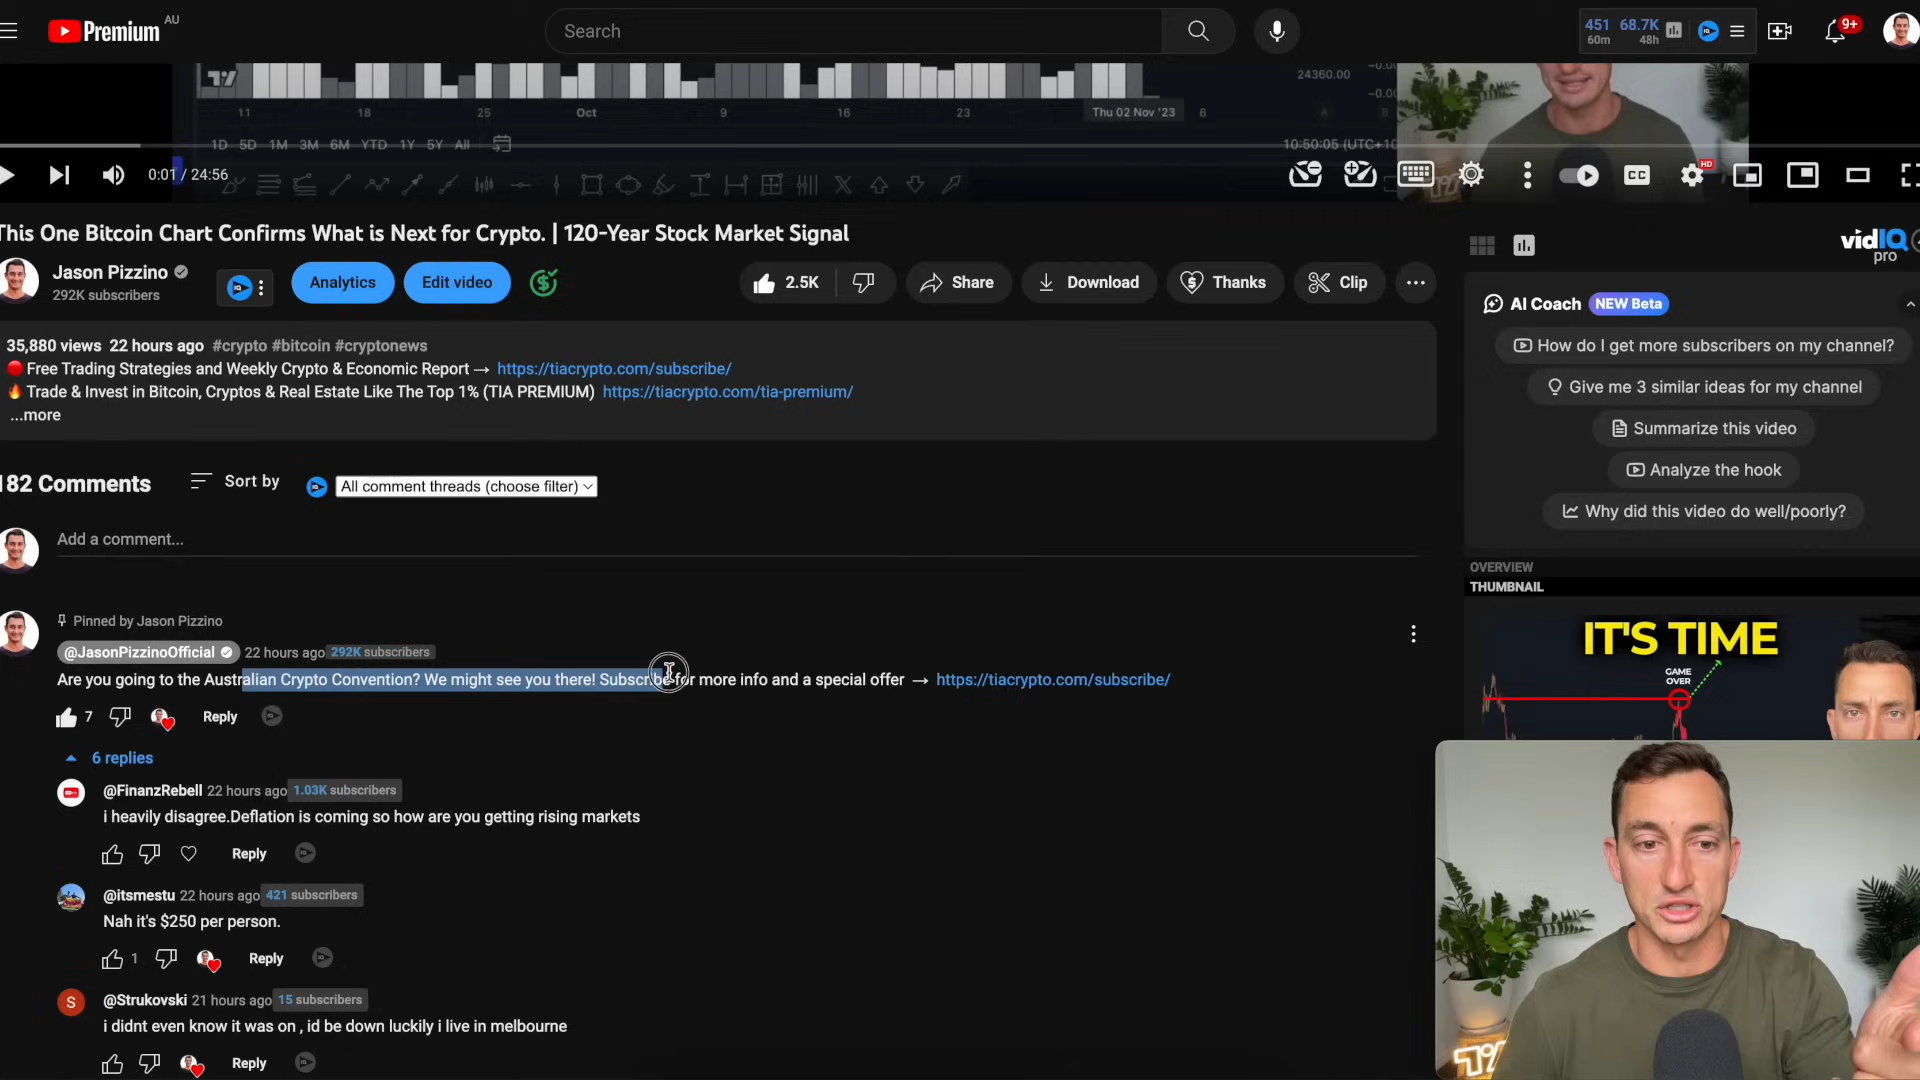 Premium AU
Search
451 68.7K
60m 48h
9+
24360.00
11 18 25 Oct 9 16 23 Thu 02 Nov '23 6
1D 5D 1M 3M 6M YTD 1Y 5Y All
10:50:05 (UTC+10
0:01 / 24:56
CC
HD
This One Bitcoin Chart Confirms What is Next for Crypto. | 120-Year Stock Market Signal
Jason Pizzino
292K subscribers
Analytics
Edit video
2.5K
Share
Download
Thanks
Clip
vidIQ
pro
AI Coach NEW Beta
How do I get more subscribers on my channel?
Give me 3 similar ideas for my channel
Summarize this video
Analyze the hook
Why did this video do well/poorly?
35,880 views 22 hours ago #crypto #bitcoin #cryptonews
Free Trading Strategies and Weekly Crypto & Economic Report → https://tiacrypto.com/subscribe/
Trade & Invest in Bitcoin, Cryptos & Real Estate Like The Top 1% (TIA PREMIUM) https://tiacrypto.com/tia-premium/
...more
182 Comments
Sort by
All comment threads (choose filter)
Add a comment...
OVERVIEW
THUMBNAIL
IT'S TIME
GAME
OVER
Pinned by Jason Pizzino
@JasonPizzinoOfficial 22 hours ago 292K subscribers
Are you going to the Australian Crypto Convention? We might see you there! Subscribe for more info and a special offer → https://tiacrypto.com/subscribe/
7
Reply
6 replies
@FinanzRebell 22 hours ago 1.03K subscribers
i heavily disagree.Deflation is coming so how are you getting rising markets
Reply
@itsmestu 22 hours ago 421 subscribers
Nah it's $250 per person.
1
Reply
S
@Strukovski 21 hours ago 15 subscribers
i didnt even know it was on , id be down luckily i live in melbourne
Reply